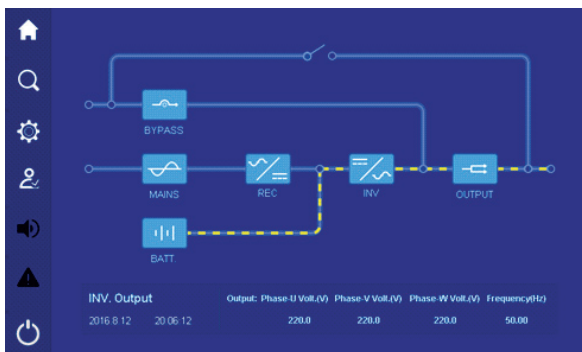 BYPASS
MAINS
REC
INV
OUTPUT
BATT.
INV. Output
Output: Phase-U Volt.(V) Phase-V Volt.(V) Phase-W Volt.(V) Frequency(Hz)
2016.8.12 20:06:12 220.0 220.0 220.0 50.00